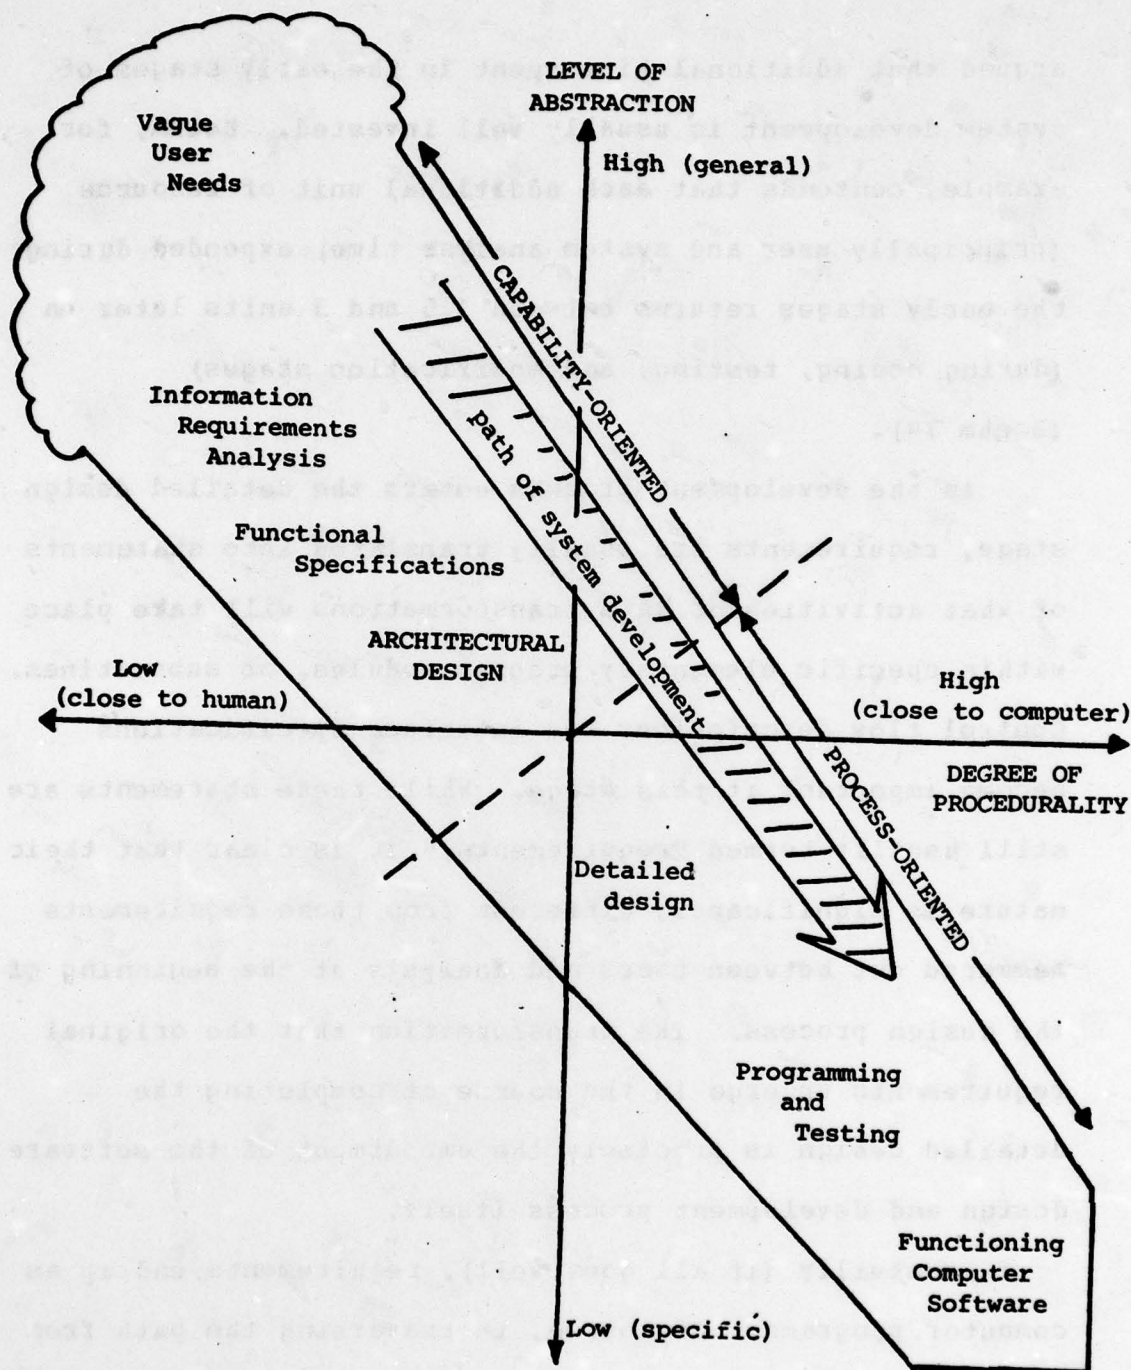 LEVEL OF
ABSTRACTION
High (general)
Vague
User
Needs
CAPABILITY-ORIENTED
Information
Requirements
Analysis
path of system development
Functional
Specifications
ARCHITECTURAL
DESIGN
Low
(close to human)
High
(close to computer)
DEGREE OF
PROCEDURALITY
PROCESS-ORIENTED
Detailed
design
Programming
and
Testing
Functioning
Computer
Software
Low (specific)